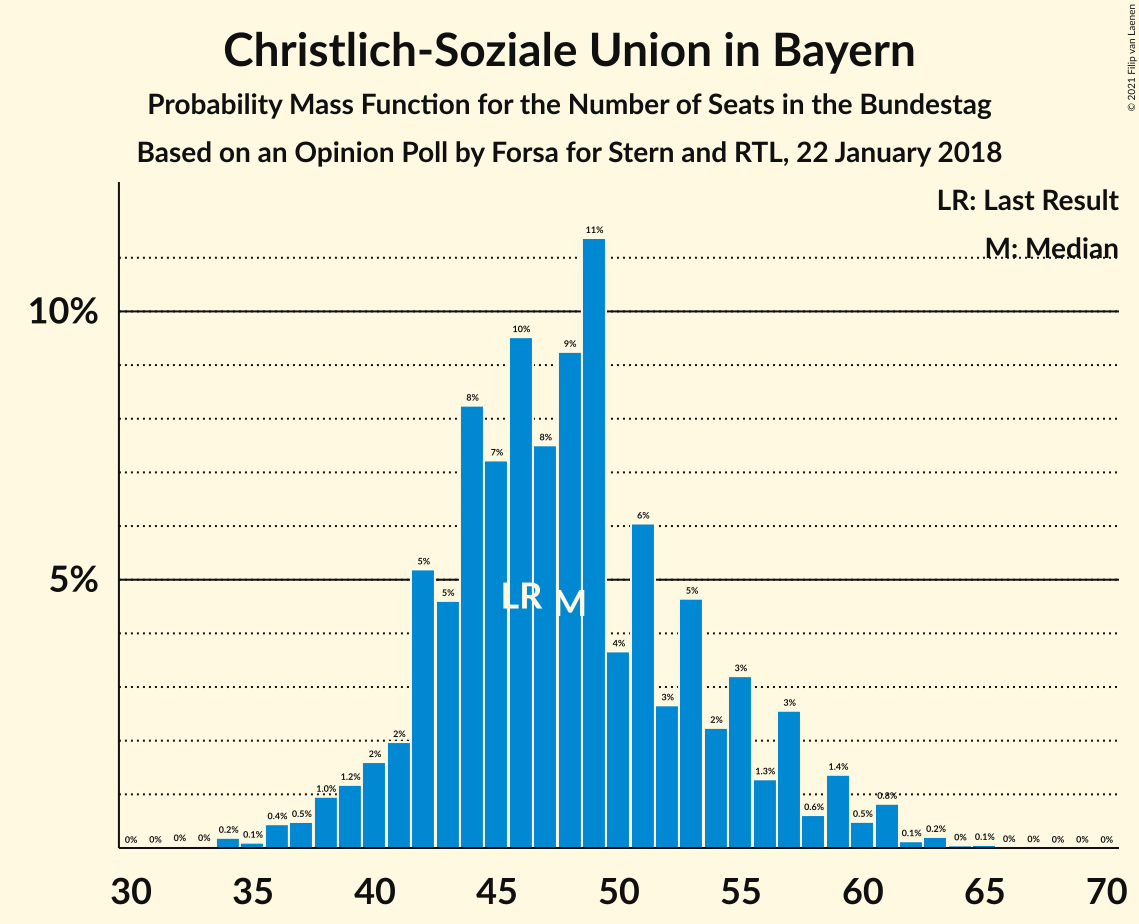 Christlich-Soziale Union in Bayern
Probability Mass Function for the Number of Seats in the Bundestag
Based on an Opinion Poll by Forsa for Stern and RTL, 22 January 2018
© 2021 Filip van Laenen
LR: Last Result
M: Median
10%
5%
0% 0% 0% 0% 0.2% 0.1% 0.4% 0.5% 1.0% 1.2% 2% 2% 5% 5% 8% 7% 10% 8% 9% 11% 4% 6% 3% 5% 2% 3% 1.3% 3% 0.6% 1.4% 0.5% 0.8% 0.1% 0.2% 0% 0.1% 0% 0% 0% 0% 0%
LR M
30 35 40 45 50 55 60 65 70